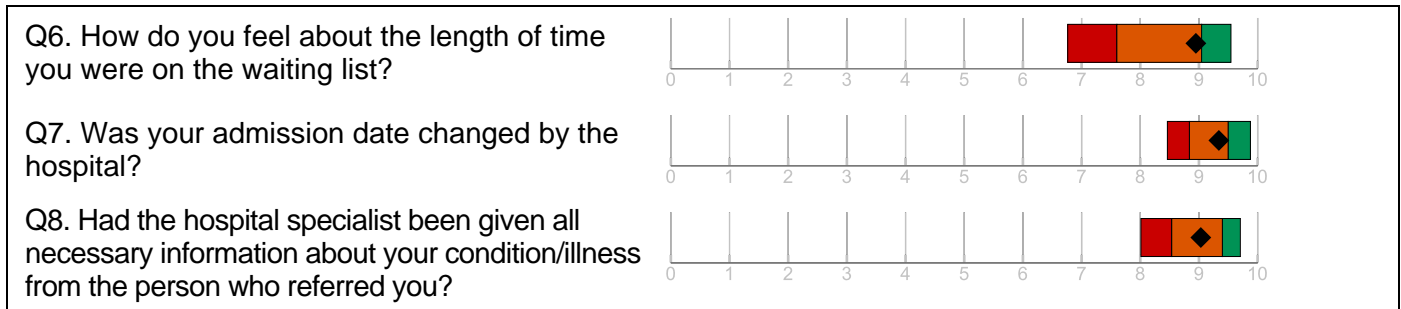 Q6. How do you feel about the length of time
you were on the waiting list?
0 1 2 3 4 5 6 7 8 9 10
Q7. Was your admission date changed by the
hospital?
0 1 2 3 4 5 6 7 8 9 10
Q8. Had the hospital specialist been given all
necessary information about your condition/illness
from the person who referred you?
0 1 2 3 4 5 6 7 8 9 10